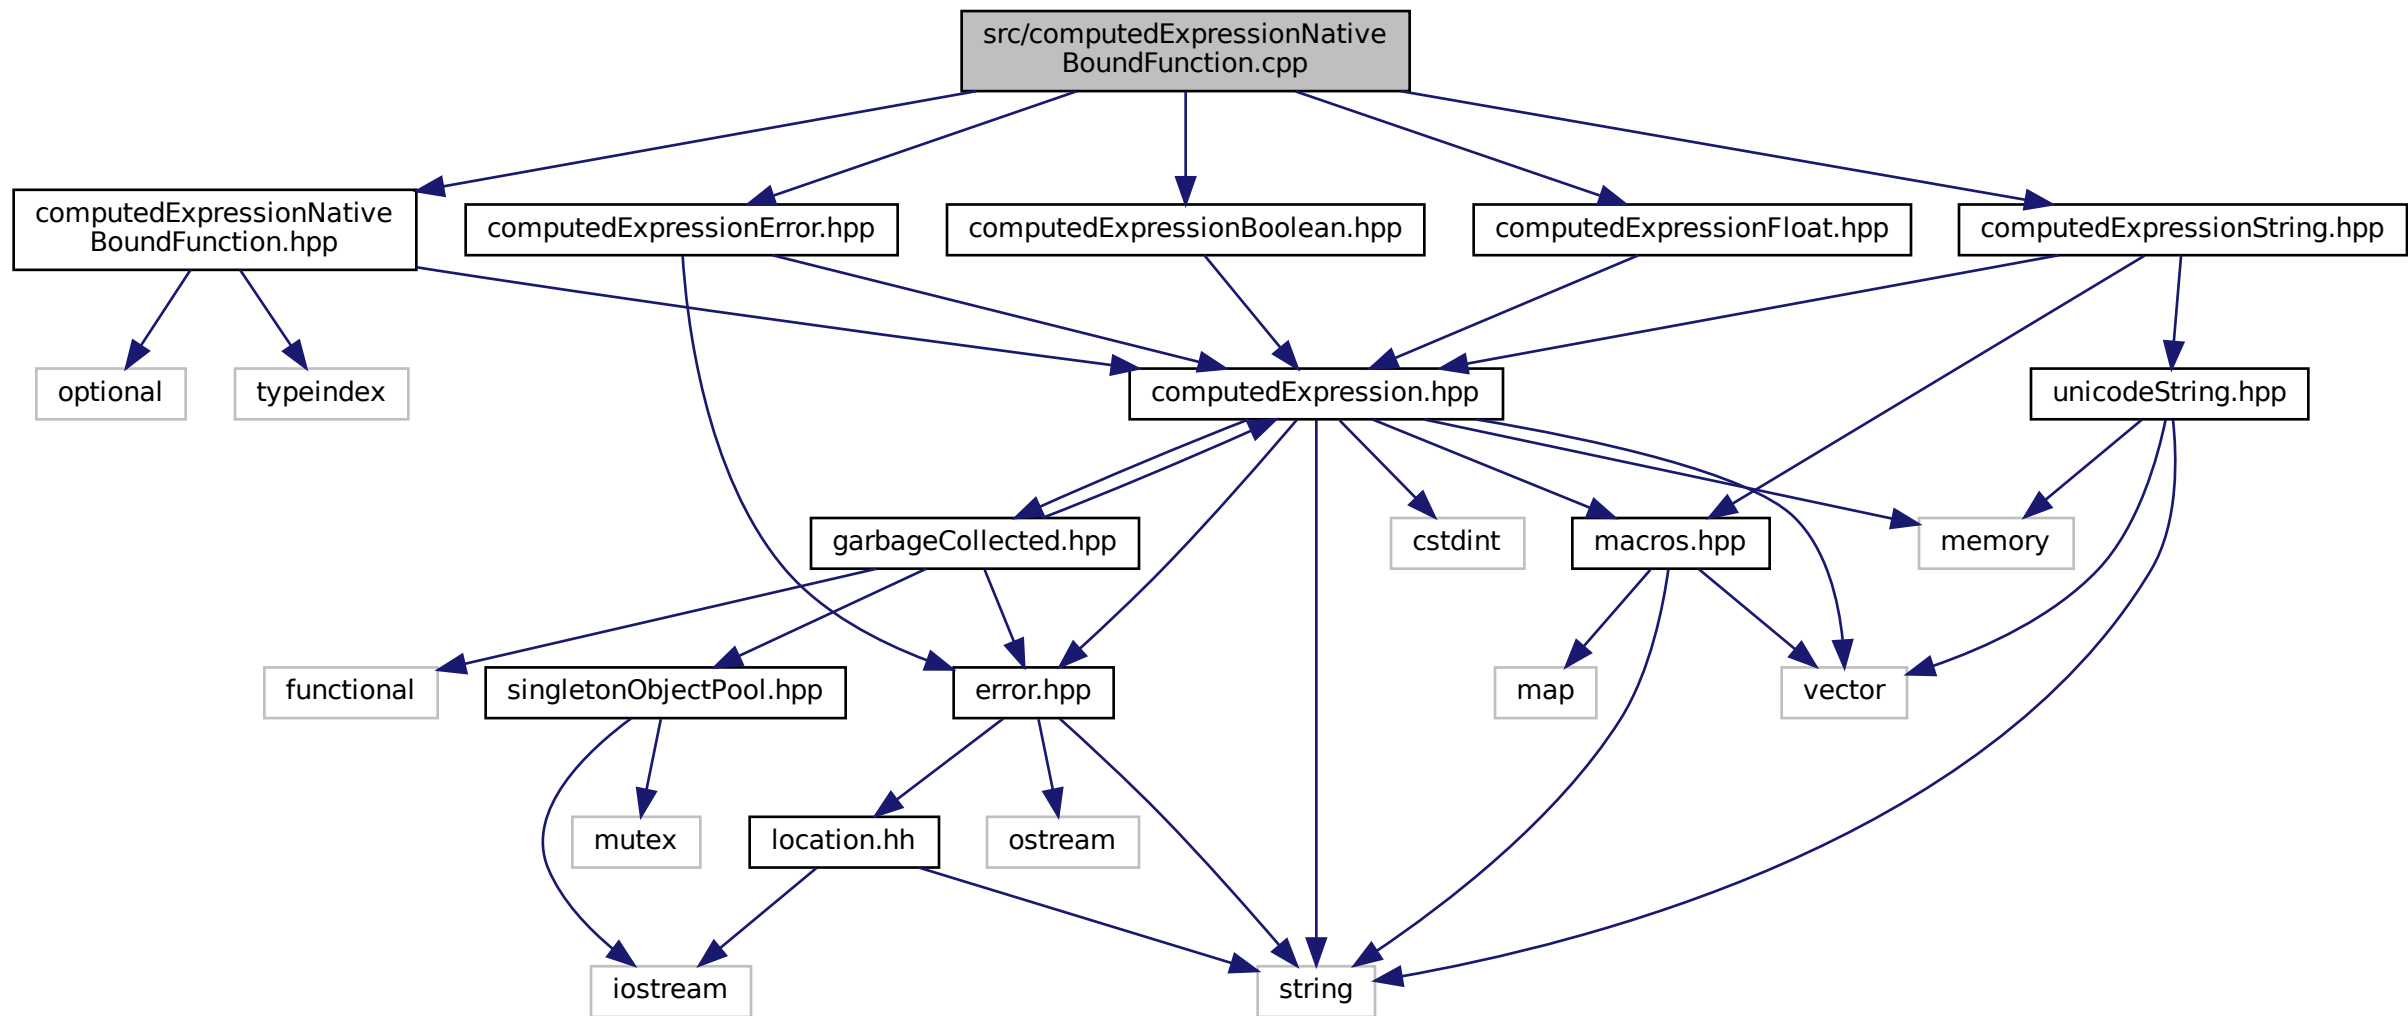 src/computedExpressionNative
BoundFunction.cpp
computedExpressionNative
BoundFunction.hpp
computedExpressionError.hpp
computedExpressionBoolean.hpp
computedExpressionFloat.hpp
computedExpressionString.hpp
optional
typeindex
computedExpression.hpp
unicodeString.hpp
garbageCollected.hpp
cstdint
macros.hpp
memory
functional
singletonObjectPool.hpp
error.hpp
map
vector
mutex
location.hh
ostream
iostream
string